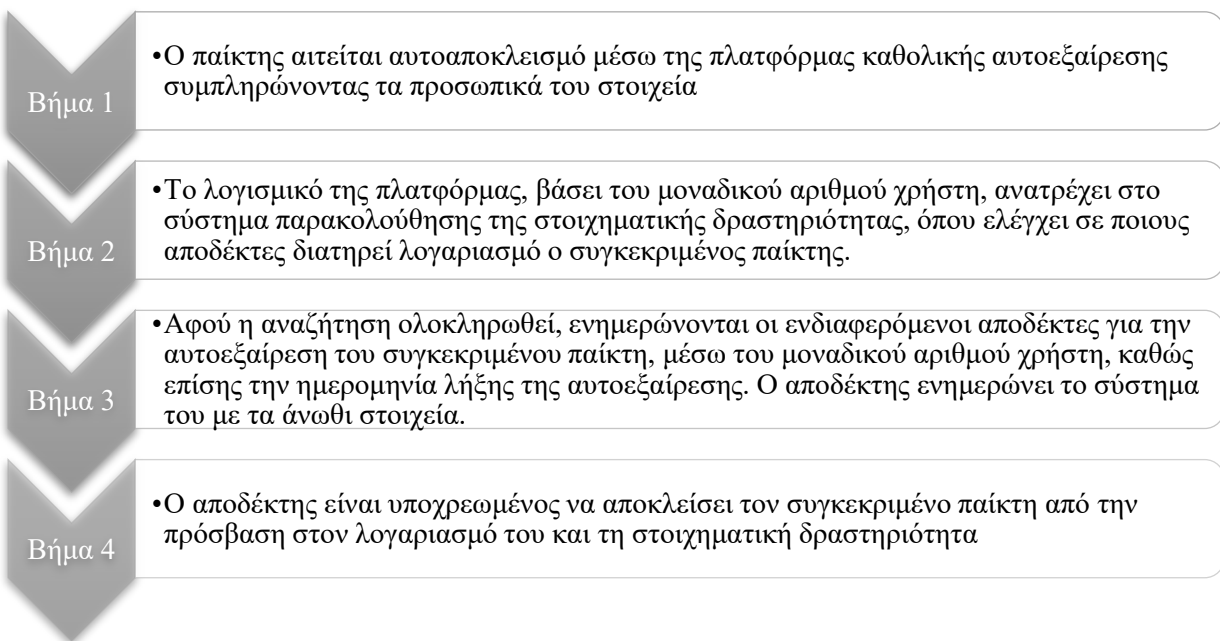 Βήμα 1
•Ο παίκτης αιτείται αυτοαποκλεισμό μέσω της πλατφόρμας καθολικής αυτοεξαίρεσης
συμπληρώνοντας τα προσωπικά του στοιχεία
Βήμα 2
•Το λογισμικό της πλατφόρμας, βάσει του μοναδικού αριθμού χρήστη, ανατρέχει στο
σύστημα παρακολούθησης της στοιχηματικής δραστηριότητας, όπου ελέγχει σε ποιους
αποδέκτες διατηρεί λογαριασμό ο συγκεκριμένος παίκτης.
Βήμα 3
•Αφού η αναζήτηση ολοκληρωθεί, ενημερώνονται οι ενδιαφερόμενοι αποδέκτες για την
αυτοεξαίρεση του συγκεκριμένου παίκτη, μέσω του μοναδικού αριθμού χρήστη, καθώς
επίσης την ημερομηνία λήξης της αυτοεξαίρεσης. Ο αποδέκτης ενημερώνει το σύστημα
του με τα άνωθι στοιχεία.
Βήμα 4
•Ο αποδέκτης είναι υποχρεωμένος να αποκλείσει τον συγκεκριμένο παίκτη από την
πρόσβαση στον λογαριασμό του και τη στοιχηματική δραστηριότητα